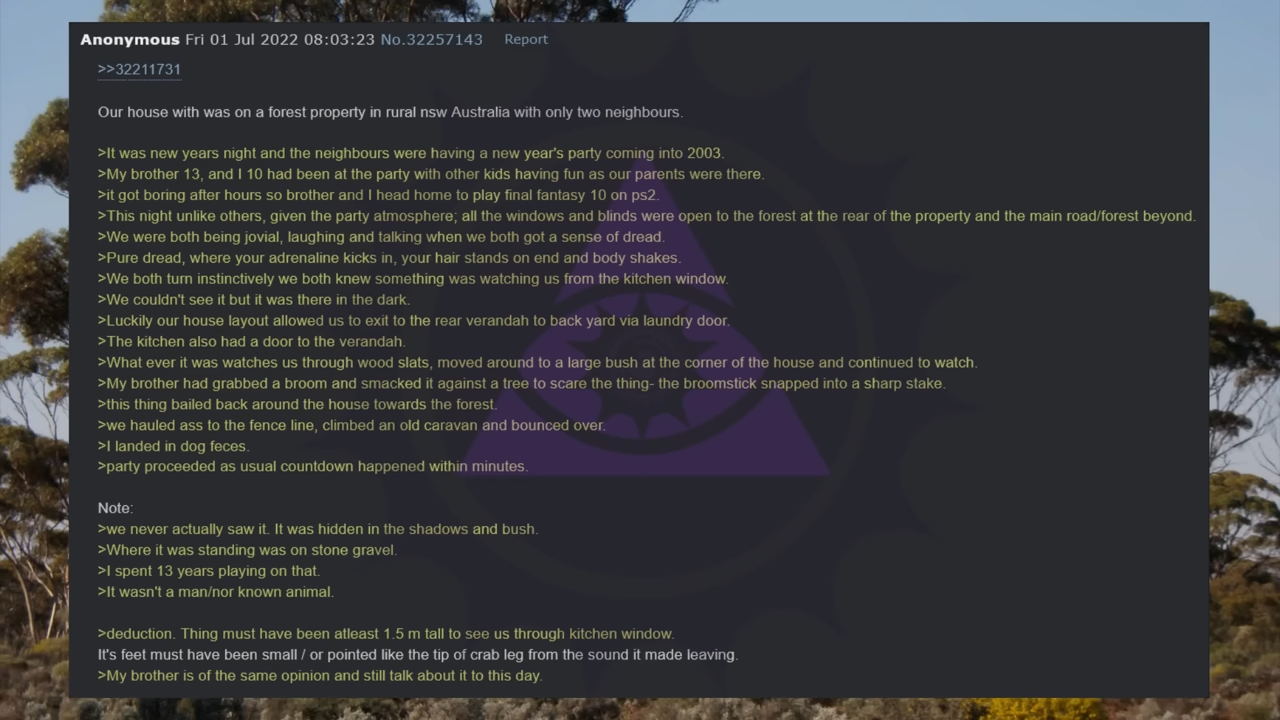 Anonymous Fri 01 Jul 2022 08:03:23 No.32257143 Report
>>32211731
Our house with was on a forest property in rural nsw Australia with only two neighbours.
>It was new years night and the neighbours were having a new year's party coming into 2003.
>My brother 13, and I 10 had been at the party with other kids having fun as our parents were there.
>it got boring after hours so brother and I head home to play final fantasy 10 on ps2.
>This night unlike others, given the party atmosphere; all the windows and blinds were open to the forest at the rear of the property and the main road/forest beyond.
>We were both being jovial, laughing and talking when we both got a sense of dread.
>Pure dread, where your adrenaline kicks in, your hair stands on end and body shakes.
>We both turn instinctively we both knew something was watching us from the kitchen window.
>We couldn't see it but it was there in the dark.
>Luckily our house layout allowed us to exit to the rear verandah to back yard via laundry door.
>The kitchen also had a door to the verandah.
>What ever it was watches us through wood slats, moved around to a large bush at the corner of the house and continued to watch.
>My brother had grabbed a broom and smacked it against a tree to scare the thing- the broomstick snapped into a sharp stake.
>this thing bailed back around the house towards the forest.
>we hauled ass to the fence line, climbed an old caravan and bounced over.
>I landed in dog feces.
>party proceeded as usual countdown happened within minutes.
Note:
>we never actually saw it. It was hidden in the shadows and bush.
>Where it was standing was on stone gravel.
>I spent 13 years playing on that.
>It wasn't a man/nor known animal.
>deduction. Thing must have been atleast 1.5 m tall to see us through kitchen window.
It's feet must have been small / or pointed like the tip of crab leg from the sound it made leaving.
>My brother is of the same opinion and still talk about it to this day.